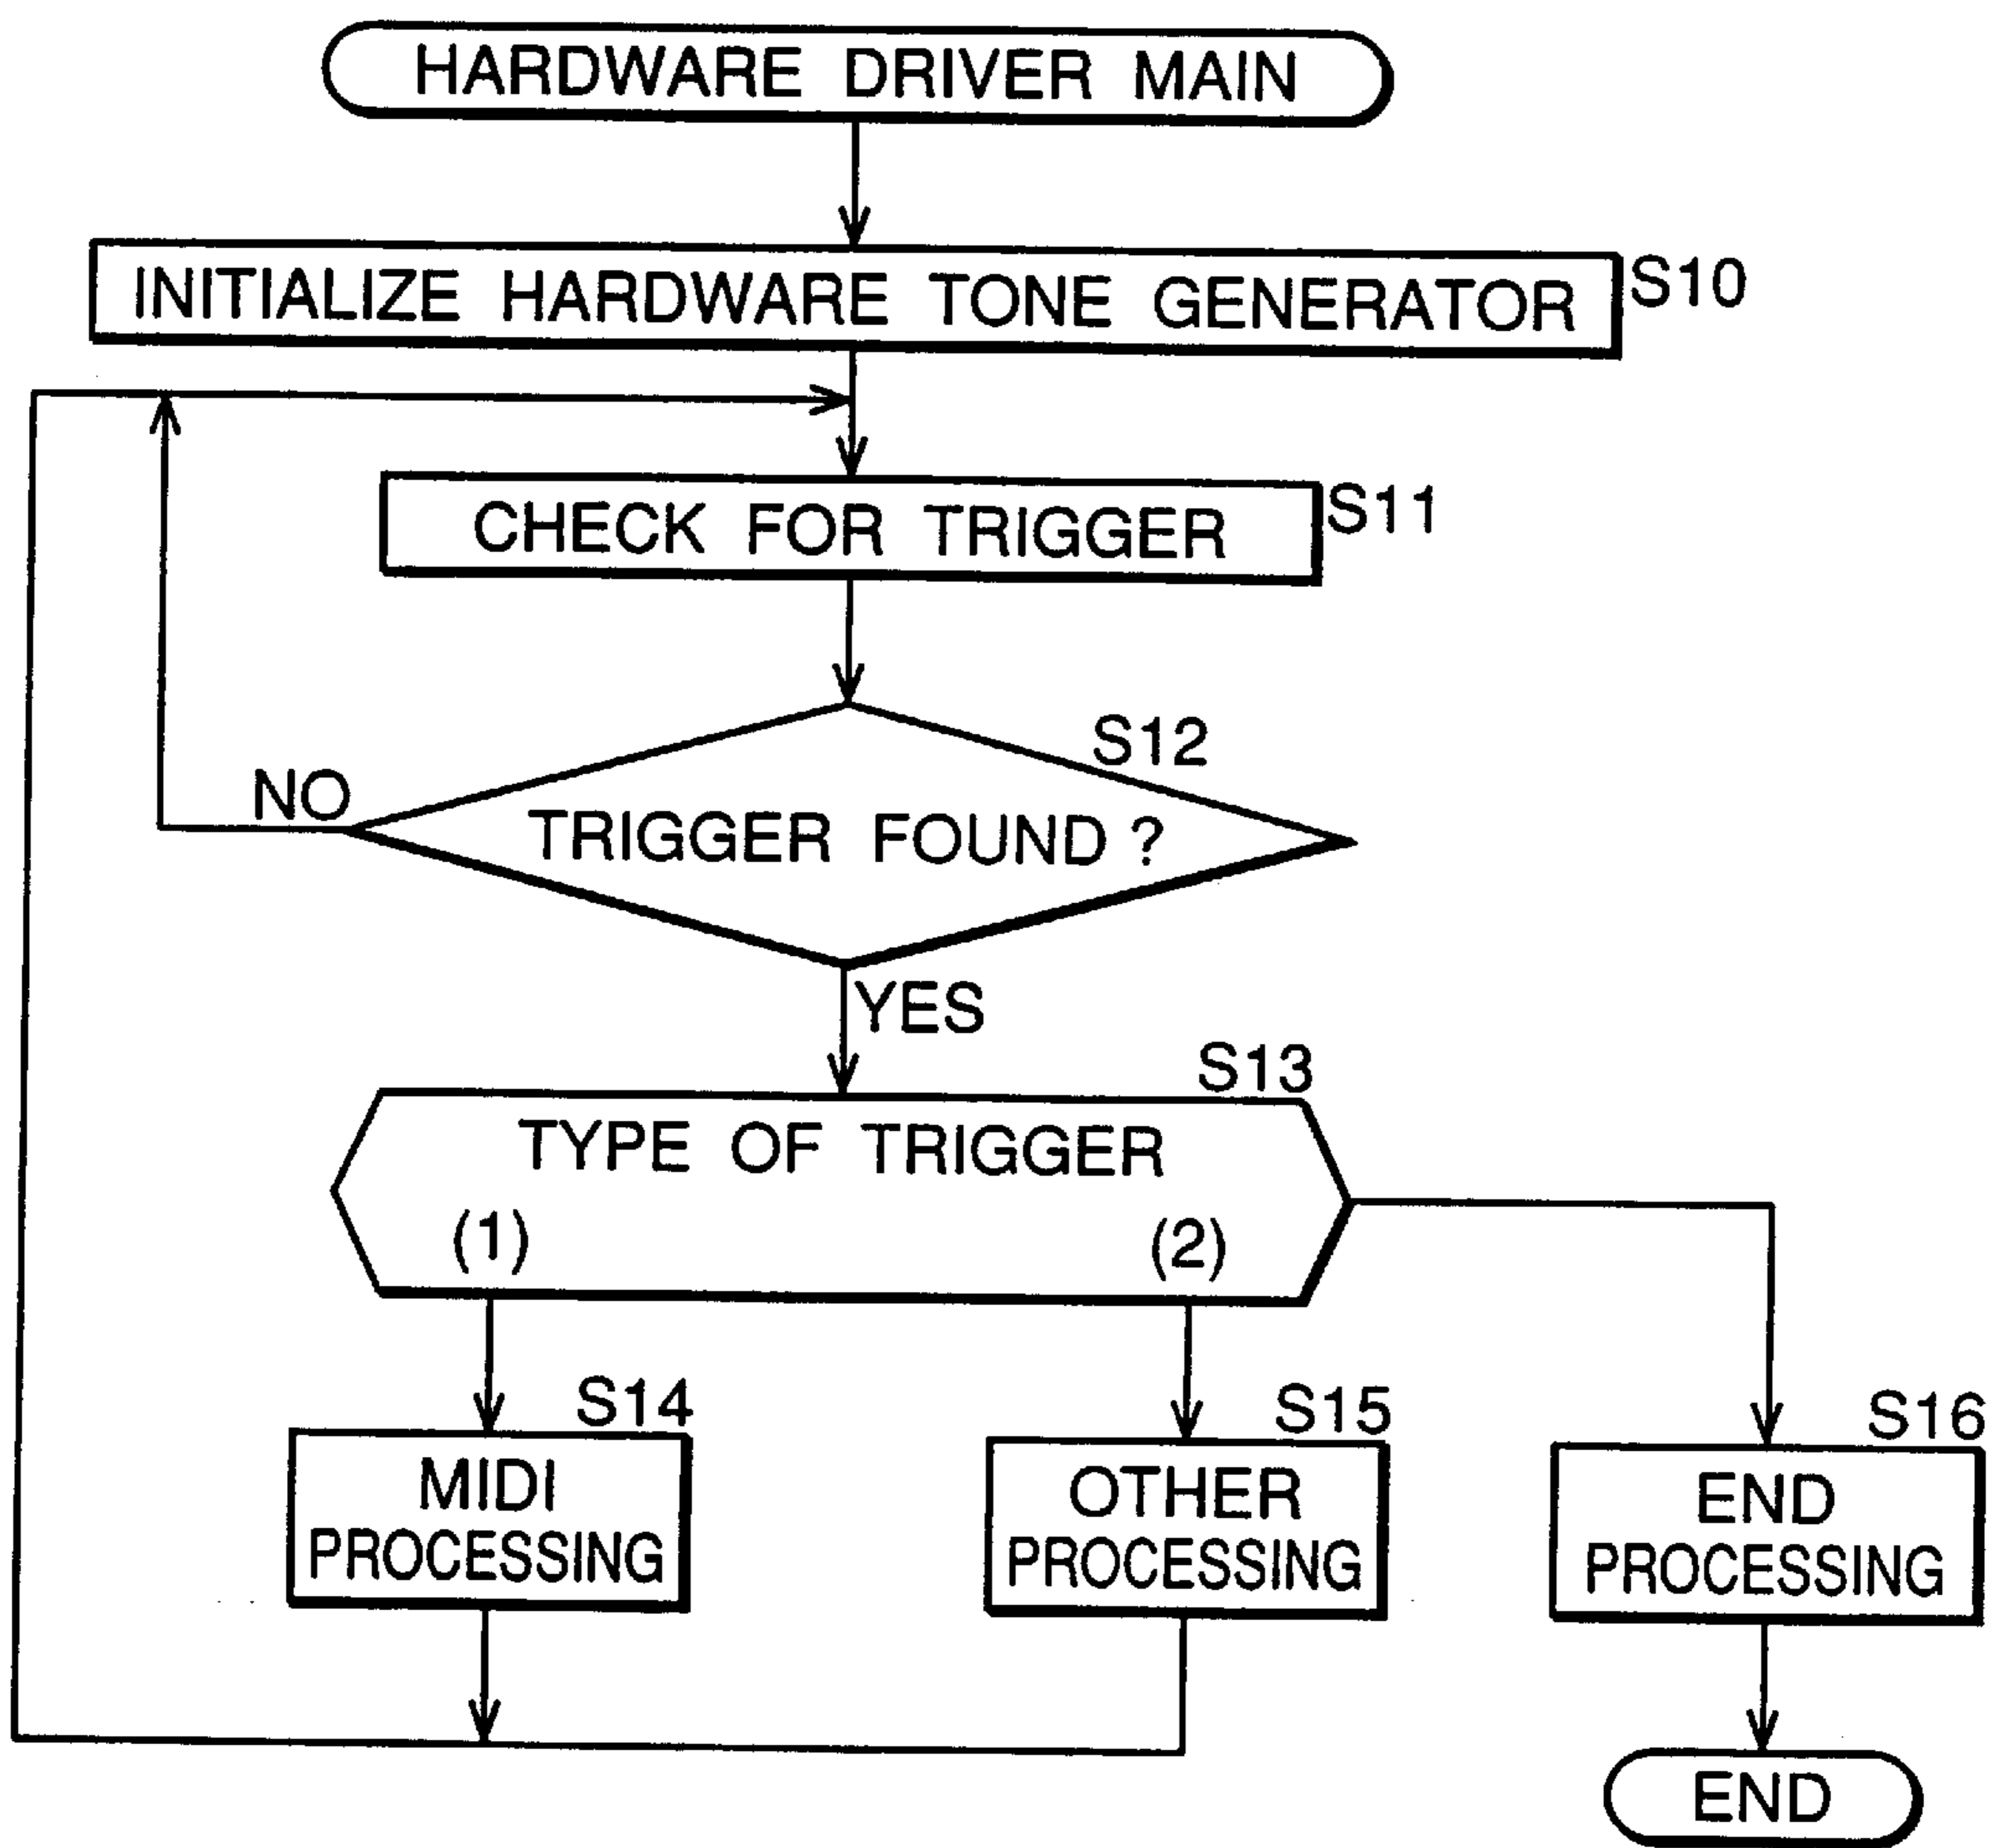 HARDWARE DRIVER MAIN
INITIALIZE HARDWARE TONE GENERATOR
S10
CHECK FOR TRIGGER
S11
S12
NO
TRIGGER FOUND ?
YES
S13
TYPE OF TRIGGER
(1)
(2)
S14
MIDI
PROCESSING
S15
OTHER
PROCESSING
S16
END
PROCESSING
END